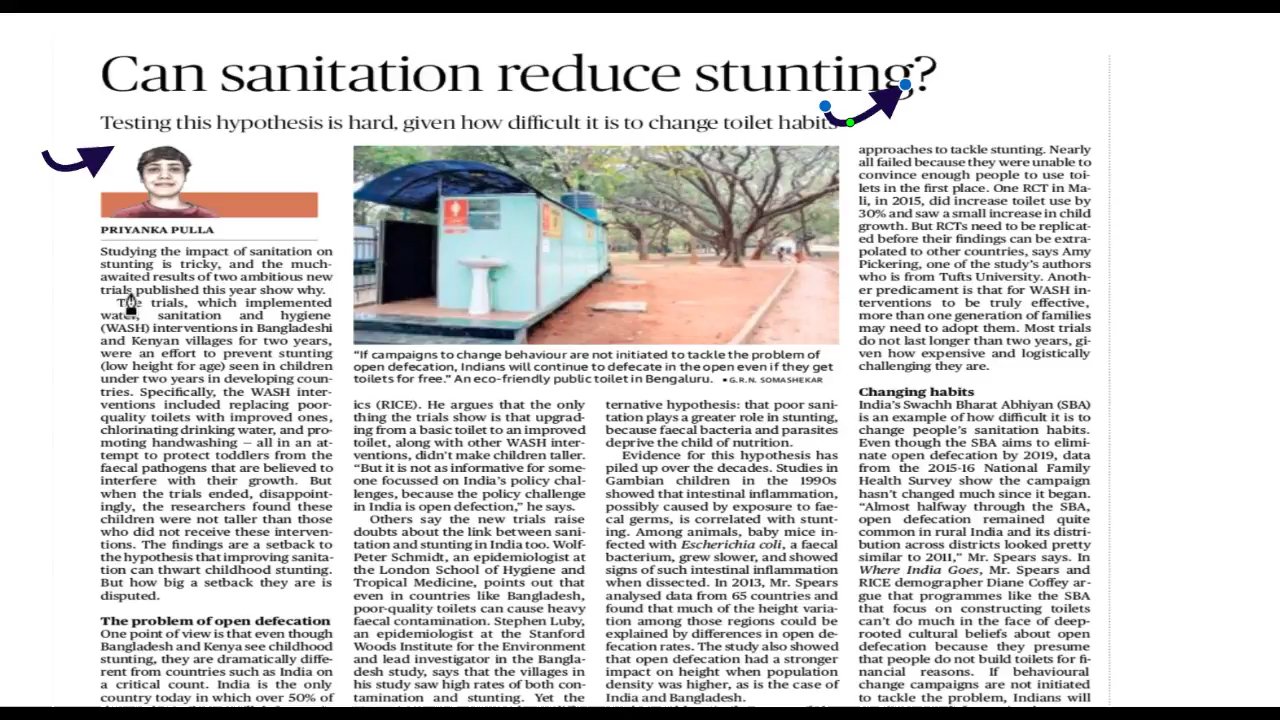 Can sanitation reduce stunting?
Testing this hypothesis is hard, given how difficult it is to change toilet habits
PRIYANKA PULLA
Studying the impact of sanitation on
stunting is tricky, and the much-
awaited results of two ambitious new
trials published this year show why.
The trials, which implemented
water, sanitation and hygiene
(WASH) interventions in Bangladeshi
and Kenyan villages for two years,
were an effort to prevent stunting
(low height for age) seen in children
under two years in developing coun-
tries. Specifically, the WASH inter-
ventions included replacing poor-
quality toilets with improved ones,
chlorinating drinking water, and pro-
moting handwashing — all in an at-
tempt to protect toddlers from the
faecal pathogens that are believed to
interfere with their growth. But
when the trials ended, disappoint-
ingly, the researchers found these
children were not taller than those
who did not receive these interven-
tions. The findings are a setback to
the hypothesis that improving sanita-
tion can thwart childhood stunting.
But how big a setback they are is
disputed.
The problem of open defecation
One point of view is that even though
Bangladesh and Kenya see childhood
stunting, they are dramatically diffe-
rent from countries such as India on
a critical count. India is the only
country today in which over 50% of
"If campaigns to change behaviour are not initiated to tackle the problem of
open defecation, Indians will continue to defecate in the open even if they get
toilets for free." An eco-friendly public toilet in Bengaluru. • G.R.N. SOMASHEKAR
ics (RICE). He argues that the only
thing the trials show is that upgrad-
ing from a basic toilet to an improved
toilet, along with other WASH inter-
ventions, didn't make children taller.
"But it is not as informative for some-
one focussed on India's policy chal-
lenges, because the policy challenge
in India is open defection," he says.
Others say the new trials raise
doubts about the link between sani-
tation and stunting in India too. Wolf-
Peter Schmidt, an epidemiologist at
the London School of Hygiene and
Tropical Medicine, points out that
even in countries like Bangladesh,
poor-quality toilets can cause heavy
faecal contamination. Stephen Luby,
an epidemiologist at the Stanford
Woods Institute for the Environment
and lead investigator in the Bangla-
desh study, says that the villages in
his study saw high rates of both con-
tamination and stunting. Yet the
ternative hypothesis: that poor sani-
tation plays a greater role in stunting,
because faecal bacteria and parasites
deprive the child of nutrition.
Evidence for this hypothesis has
piled up over the decades. Studies in
Gambian children in the 1990s
showed that intestinal inflammation,
possibly caused by exposure to fae-
cal germs, is correlated with stunt-
ing. Among animals, baby mice in-
fected with Escherichia coli, a faecal
bacterium, grew slower, and showed
signs of such intestinal inflammation
when dissected. In 2013, Mr. Spears
analysed data from 65 countries and
found that much of the height varia-
tion among those regions could be
explained by differences in open de-
fecation rates. The study also showed
that open defecation had a stronger
impact on height when population
density was higher, as is the case of
India and Bangladesh.
approaches to tackle stunting. Nearly
all failed because they were unable to
convince enough people to use toi-
lets in the first place. One RCT in Ma-
li, in 2015, did increase toilet use by
30% and saw a small increase in child
growth. But RCTs need to be replicat-
ed before their findings can be extra-
polated to other countries, says Amy
Pickering, one of the study's authors
who is from Tufts University. Anoth-
er predicament is that for WASH in-
terventions to be truly effective,
more than one generation of families
may need to adopt them. Most trials
do not last longer than two years, gi-
ven how expensive and logistically
challenging they are.
Changing habits
India's Swachh Bharat Abhiyan (SBA)
is an example of how difficult it is to
change people's sanitation habits.
Even though the SBA aims to elimi-
nate open defecation by 2019, data
from the 2015-16 National Family
Health Survey show the campaign
hasn't changed much since it began.
"Almost halfway through the SBA,
open defecation remained quite
common in rural India and its distri-
bution across districts looked pretty
similar to 2011," Mr. Spears says. In
Where India Goes, Mr. Spears and
RICE demographer Diane Coffey ar-
gue that programmes like the SBA
that focus on constructing toilets
can't do much in the face of deep-
rooted cultural beliefs about open
defecation because they presume
that people do not build toilets for fi-
nancial reasons. If behavioural
change campaigns are not initiated
to tackle the problem, Indians will